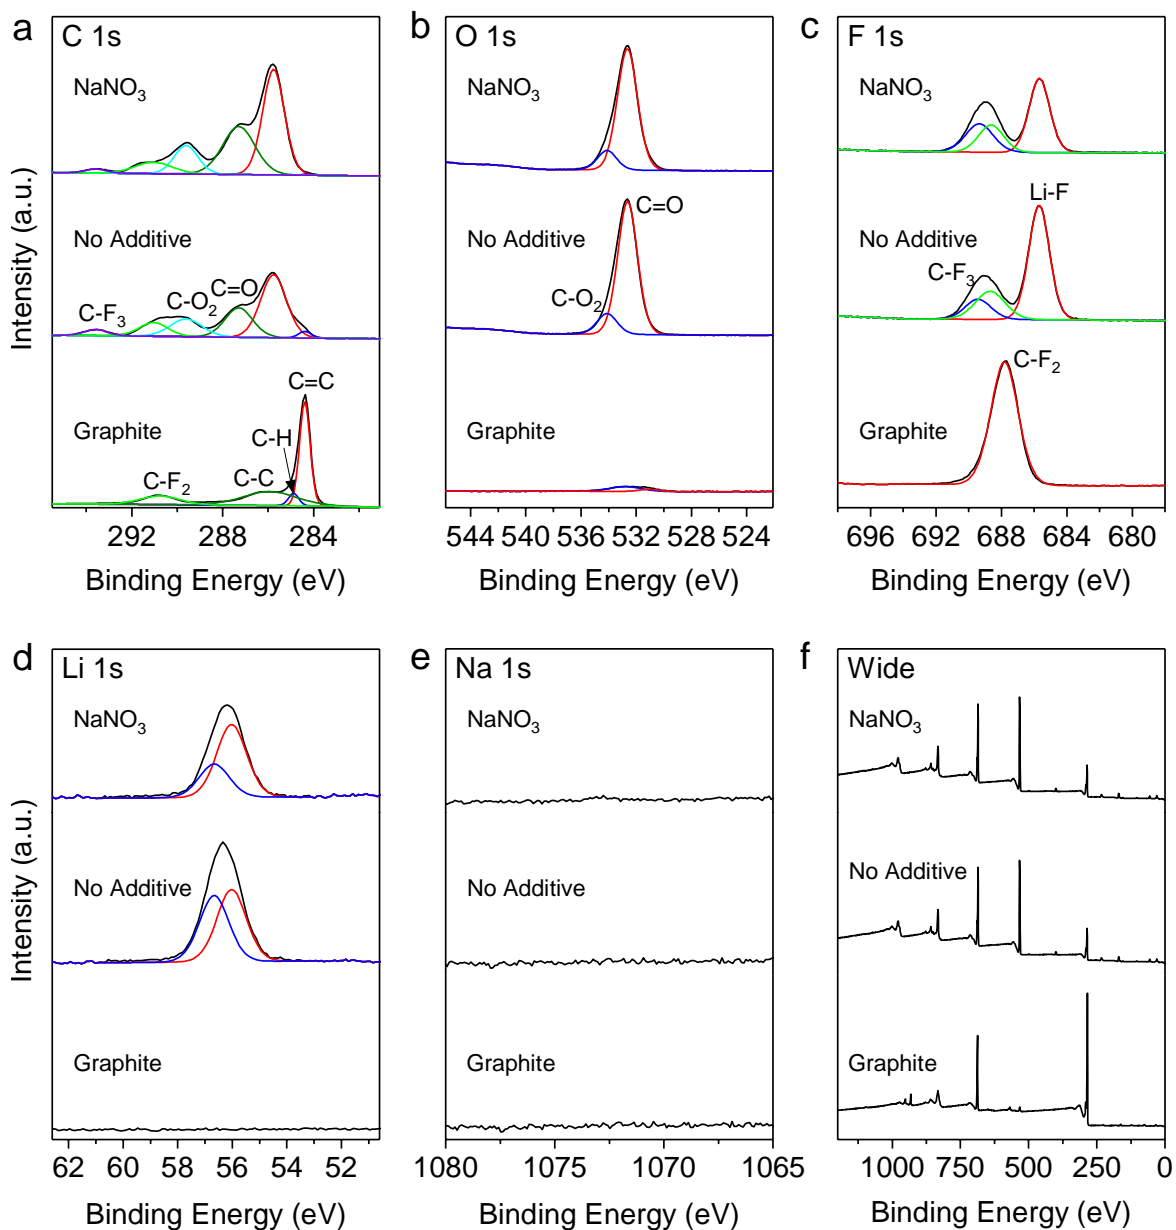 a
C 1s
NaNO3
No Additive
C-F3
C-O2
C=O
C=C
C-H
Graphite
C-F2
C-C
292
288
284
Binding Energy (eV)
Intensity (a.u.)
b
O 1s
NaNO3
No Additive
C=O
C-O2
Graphite
544
540
536
532
528
524
Binding Energy (eV)
c
F 1s
NaNO3
Li-F
No Additive
C-F3
C-F2
Graphite
696
692
688
684
680
Binding Energy (eV)
d
Li 1s
NaNO3
No Additive
Graphite
62
60
58
56
54
52
Binding Energy (eV)
Intensity (a.u.)
e
Na 1s
NaNO3
No Additive
Graphite
1080
1075
1070
1065
Binding Energy (eV)
f
Wide
NaNO3
No Additive
Graphite
1000
750
500
250
0
Binding Energy (eV)